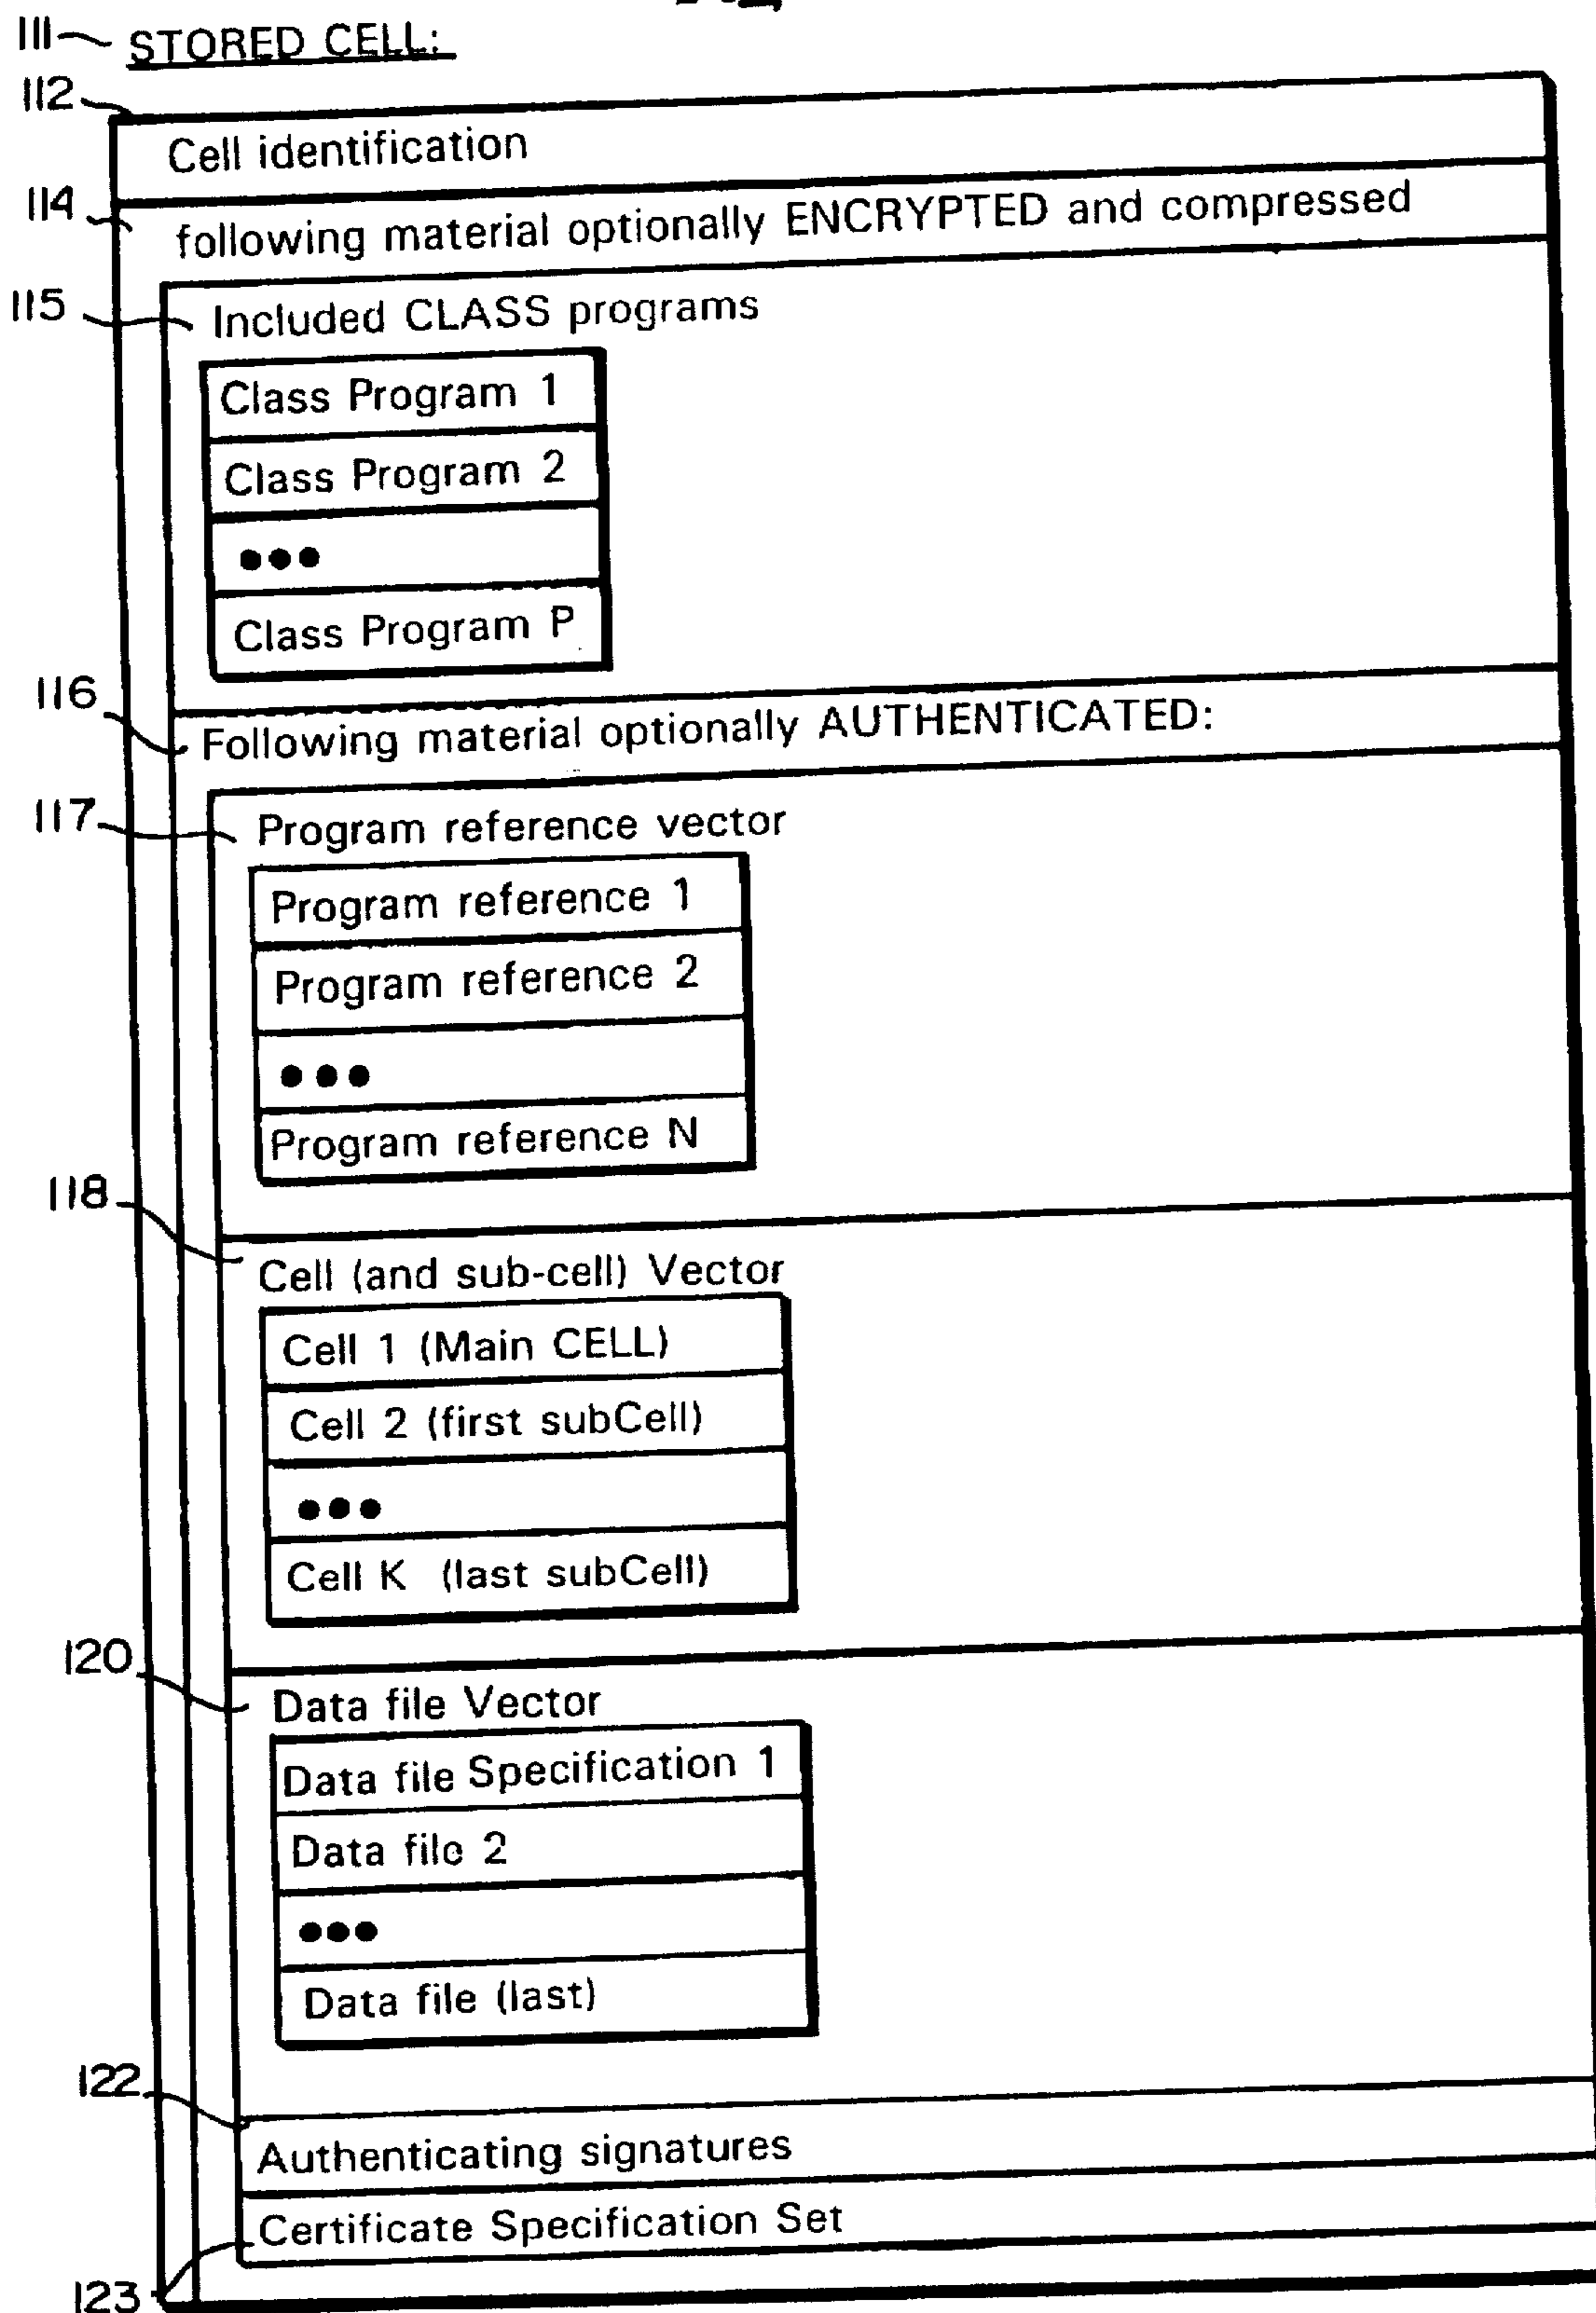 111 STORED CELL:
112
Cell identification
114
following material optionally ENCRYPTED and compressed
115
Included CLASS programs
Class Program 1
Class Program 2
●●●
Class Program P
116
Following material optionally AUTHENTICATED:
117
Program reference vector
Program reference 1
Program reference 2
●●●
Program reference N
118
Cell (and sub-cell) Vector
Cell 1 (Main CELL)
Cell 2 (first subCell)
●●●
Cell K (last subCell)
120
Data file Vector
Data file Specification 1
Data file 2
●●●
Data file (last)
122
Authenticating signatures
Certificate Specification Set
123